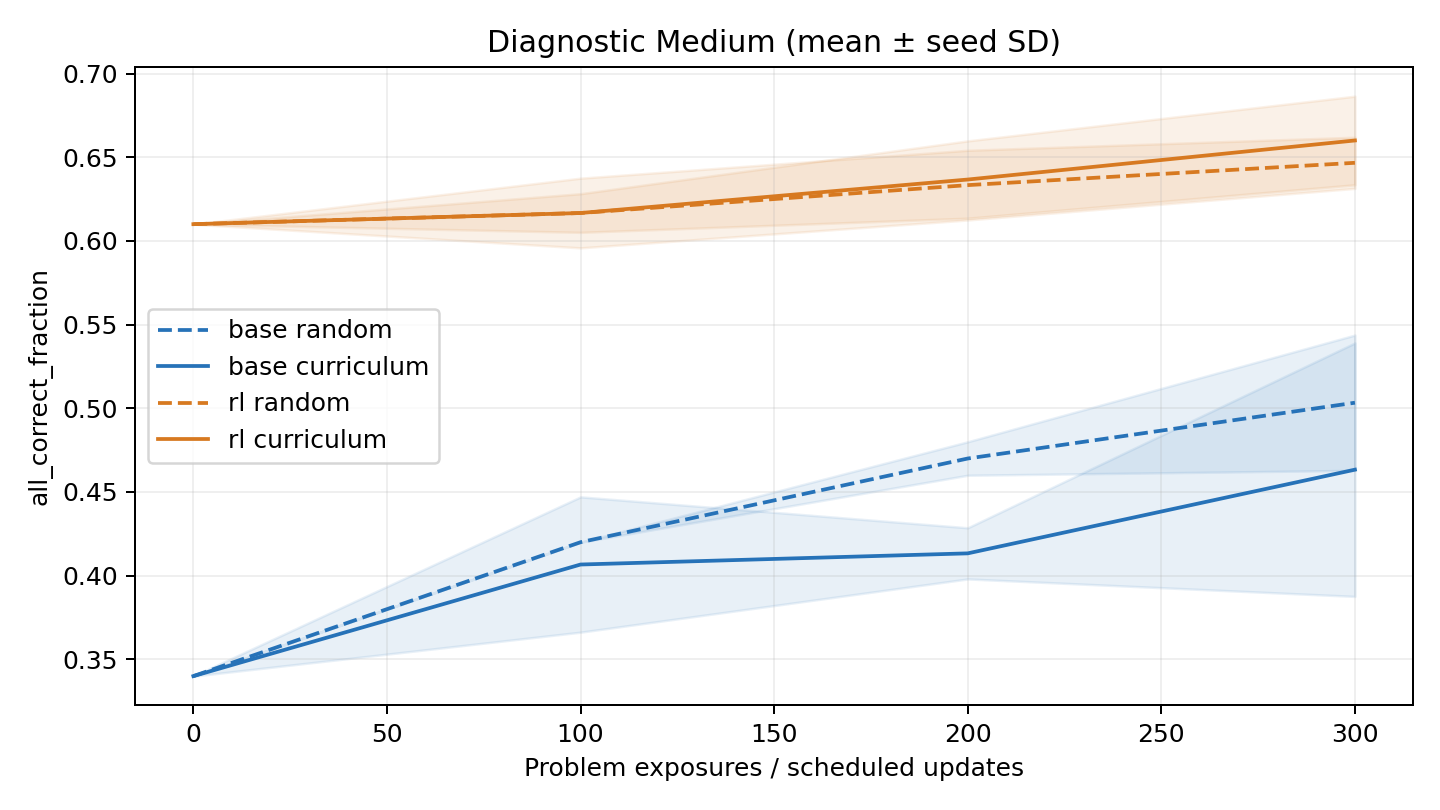 Diagnostic Medium (mean ± seed SD)
all_correct_fraction
0.70
0.65
0.60
0.55
0.50
0.45
0.40
0.35
base random
base curriculum
rl random
rl curriculum
0 50 100 150 200 250 300
Problem exposures / scheduled updates